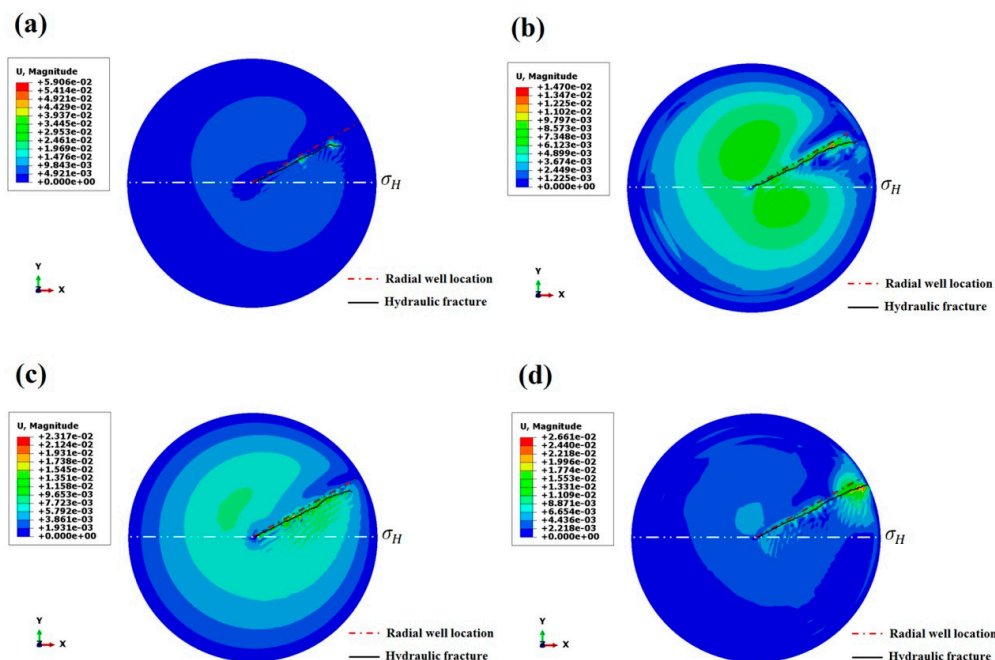 (a)
U, Magnitude
+5.906e-02
+5.414e-02
+4.921e-02
+4.429e-02
+3.937e-02
+3.445e-02
+2.953e-02
+2.461e-02
+1.969e-02
+1.476e-02
+9.843e-03
+4.921e-03
+0.000e+00
σH
Y
Z
X
Radial well location
Hydraulic fracture
(b)
U, Magnitude
+1.470e-02
+1.347e-02
+1.225e-02
+1.102e-02
+9.797e-03
+8.573e-03
+7.348e-03
+6.123e-03
+4.899e-03
+3.674e-03
+2.449e-03
+1.225e-03
+0.000e+00
σH
Y
Z
X
Radial well location
Hydraulic fracture
(c)
U, Magnitude
+2.317e-02
+2.124e-02
+1.931e-02
+1.738e-02
+1.545e-02
+1.351e-02
+1.158e-02
+9.653e-03
+7.723e-03
+5.792e-03
+3.861e-03
+1.931e-03
+0.000e+00
σH
Y
Z
X
Radial well location
Hydraulic fracture
(d)
U, Magnitude
+2.661e-02
+2.440e-02
+2.218e-02
+1.996e-02
+1.774e-02
+1.553e-02
+1.331e-02
+1.109e-02
+8.871e-03
+6.654e-03
+4.436e-03
+2.218e-03
+0.000e+00
σH
Y
Z
X
Radial well location
Hydraulic fracture